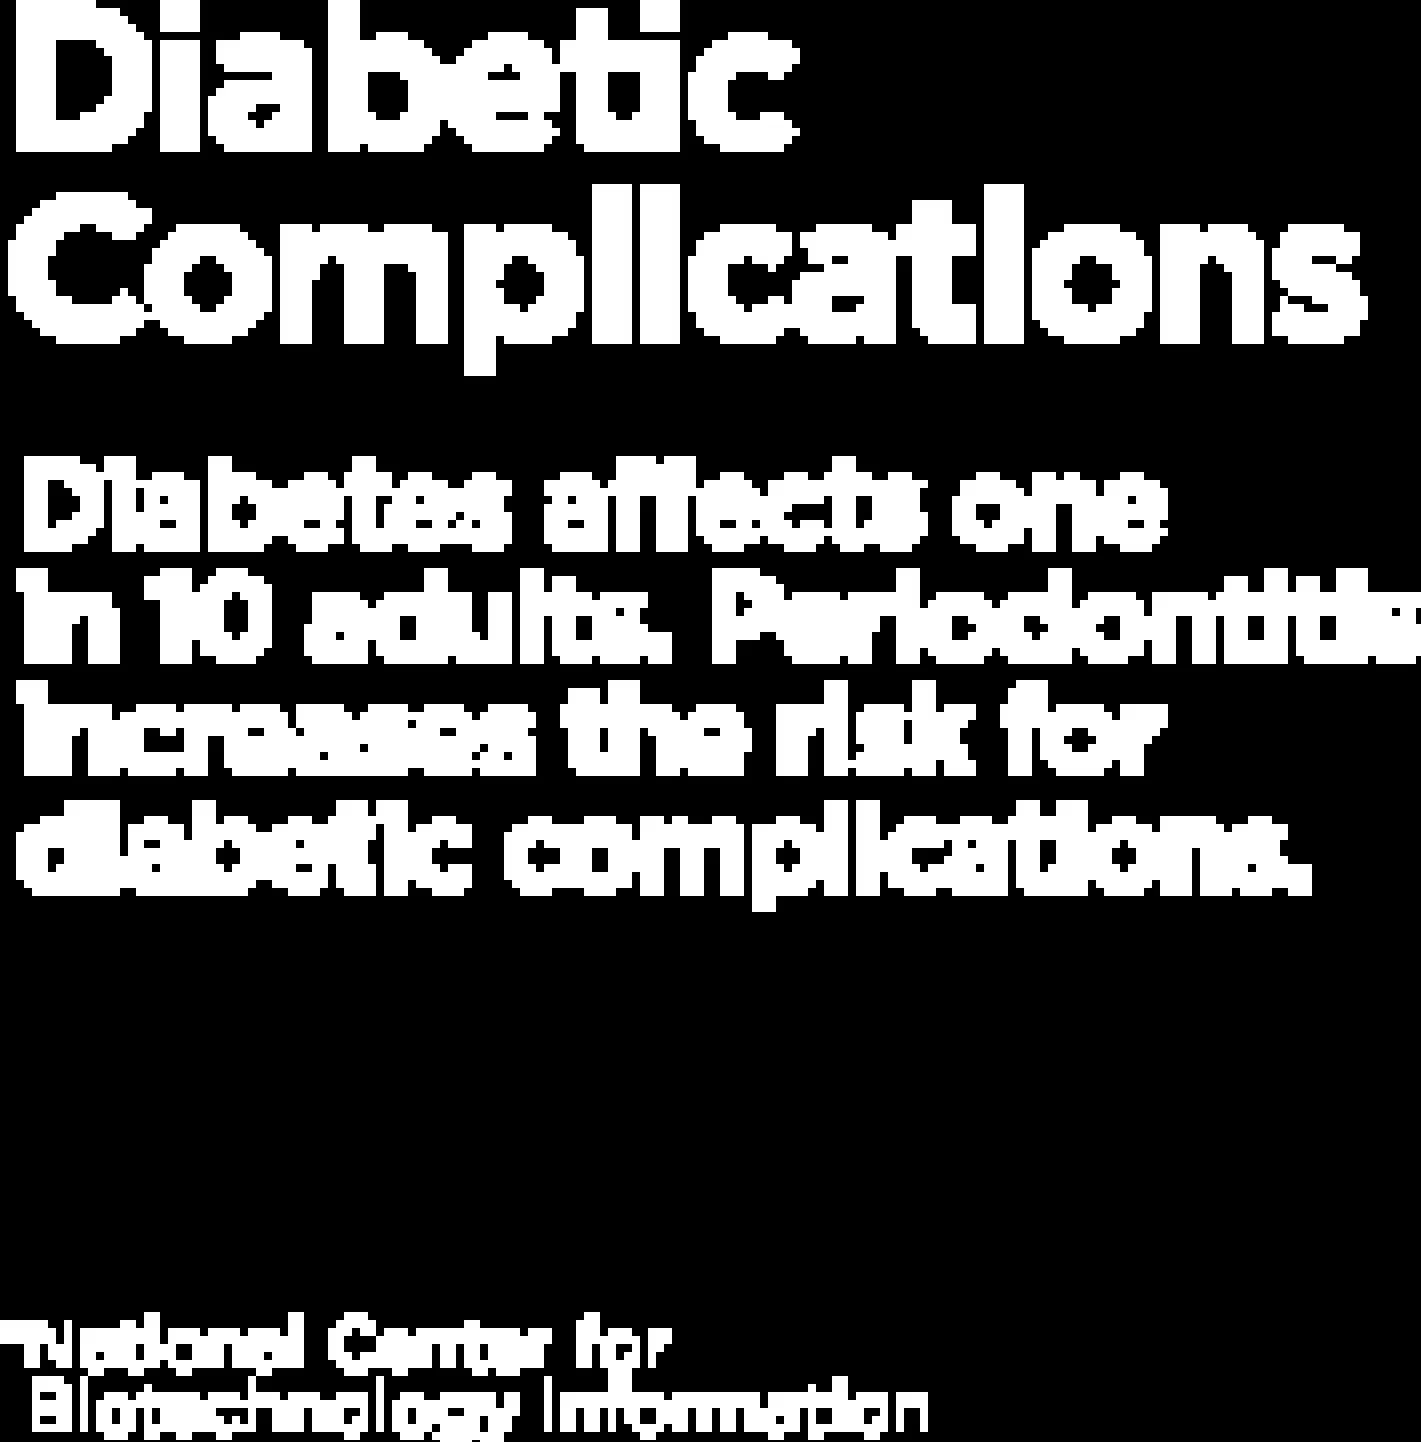 Diabetic
Complications
Diabetes affects one
in 10 adults. Periodontitis
increases the risk for
diabetic complications.
National Center for
Biotechnology Information